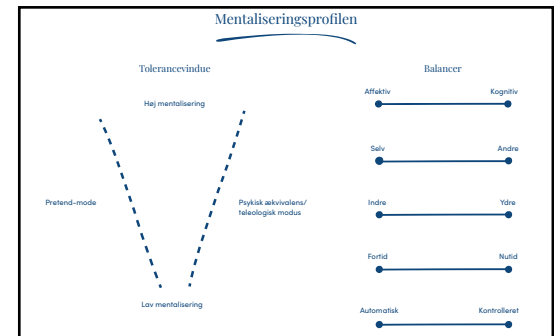 Mentaliseringsprofilen
Tolerancevindue
Høj mentalisering
Pretend-mode
Psykisk ækvivalens/
teleologisk modus
Lav mentalisering
Balancer
Affektiv Kognitiv
Selv Andre
Indre Ydre
Fortid Nutid
Automatisk Kontrolleret